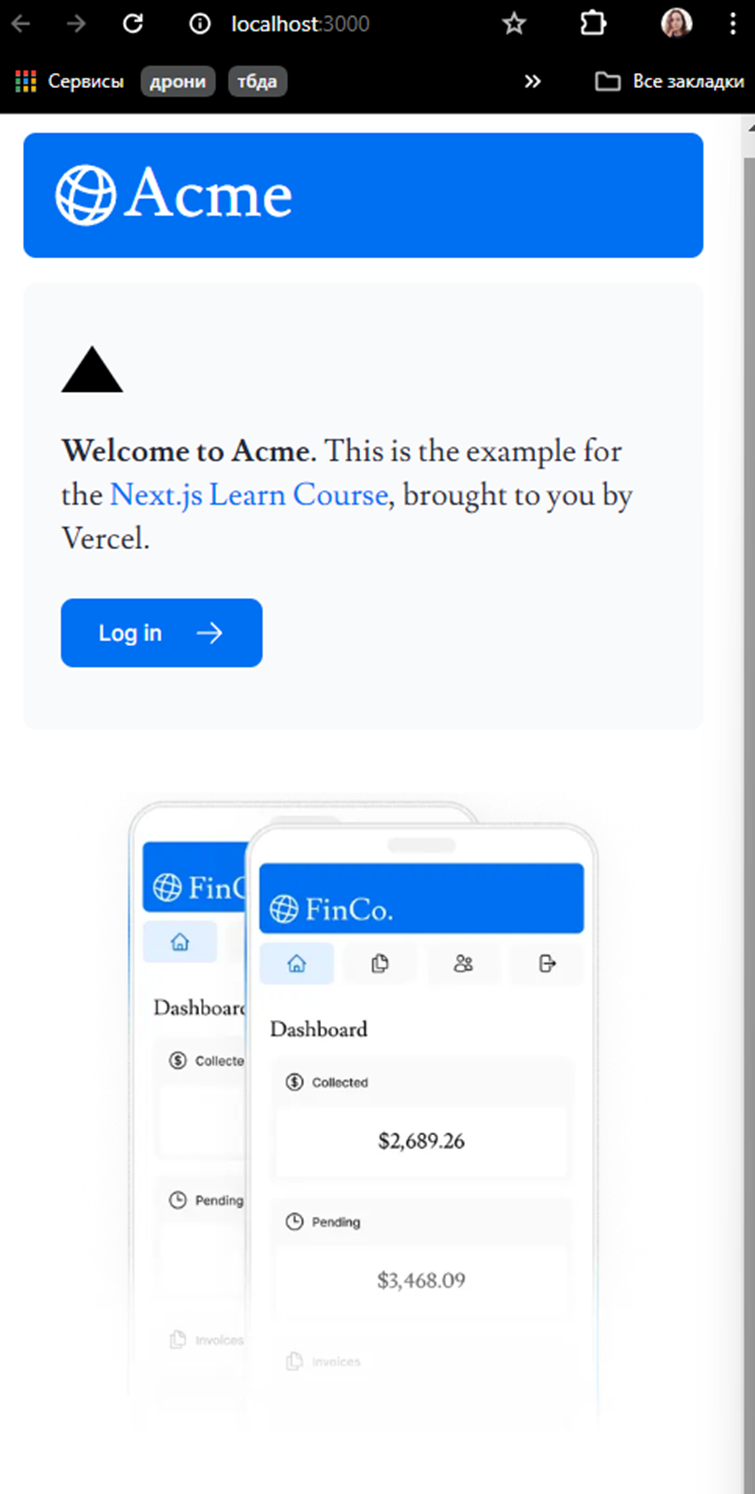 localhost:3000
Сервисы дрони тбда » Все закладки
Acme
Welcome to Acme. This is the example for
the Next.js Learn Course, brought to you by
Vercel.
Log in →
FinC
Dashboard
Collecte
Pending
Invoices
FinCo.
Dashboard
Collected
$2,689.26
Pending
$3,468.09
Invoices